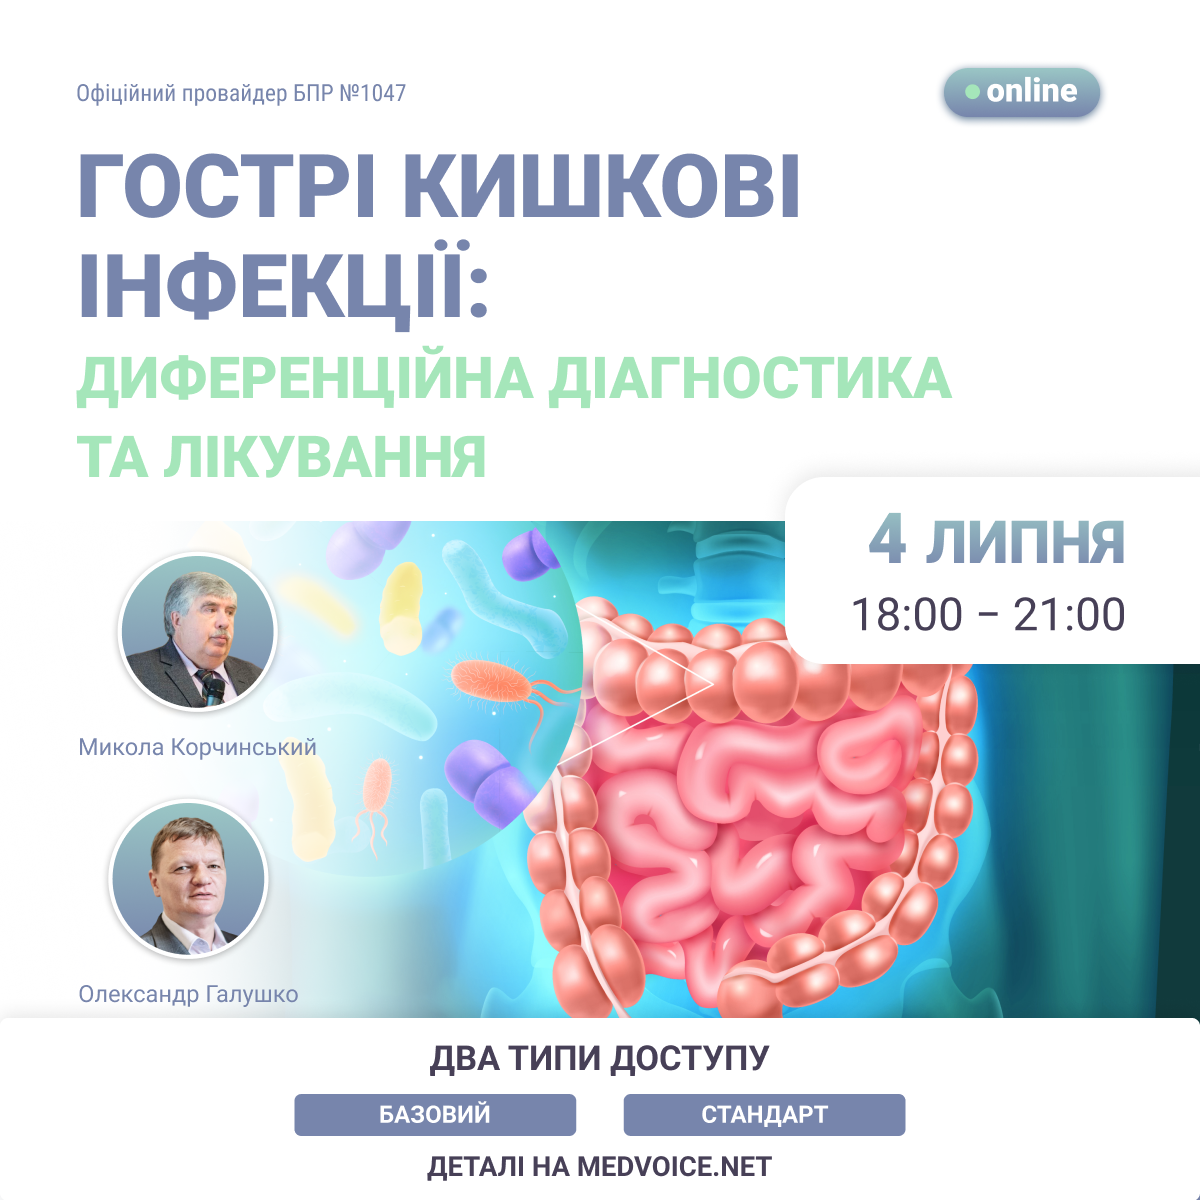 Офіційний провайдер БПР №1047
online
ГОСТРІ КИШКОВІ
ІНФЕКЦІЇ:
ДИФЕРЕНЦІЙНА ДІАГНОСТИКА
ТА ЛІКУВАННЯ
4 ЛИПНЯ
18:00 – 21:00
Микола Корчинський
Олександр Галушко
ДВА ТИПИ ДОСТУПУ
БАЗОВИЙ
СТАНДАРТ
ДЕТАЛІ НА MEDVOICE.NET